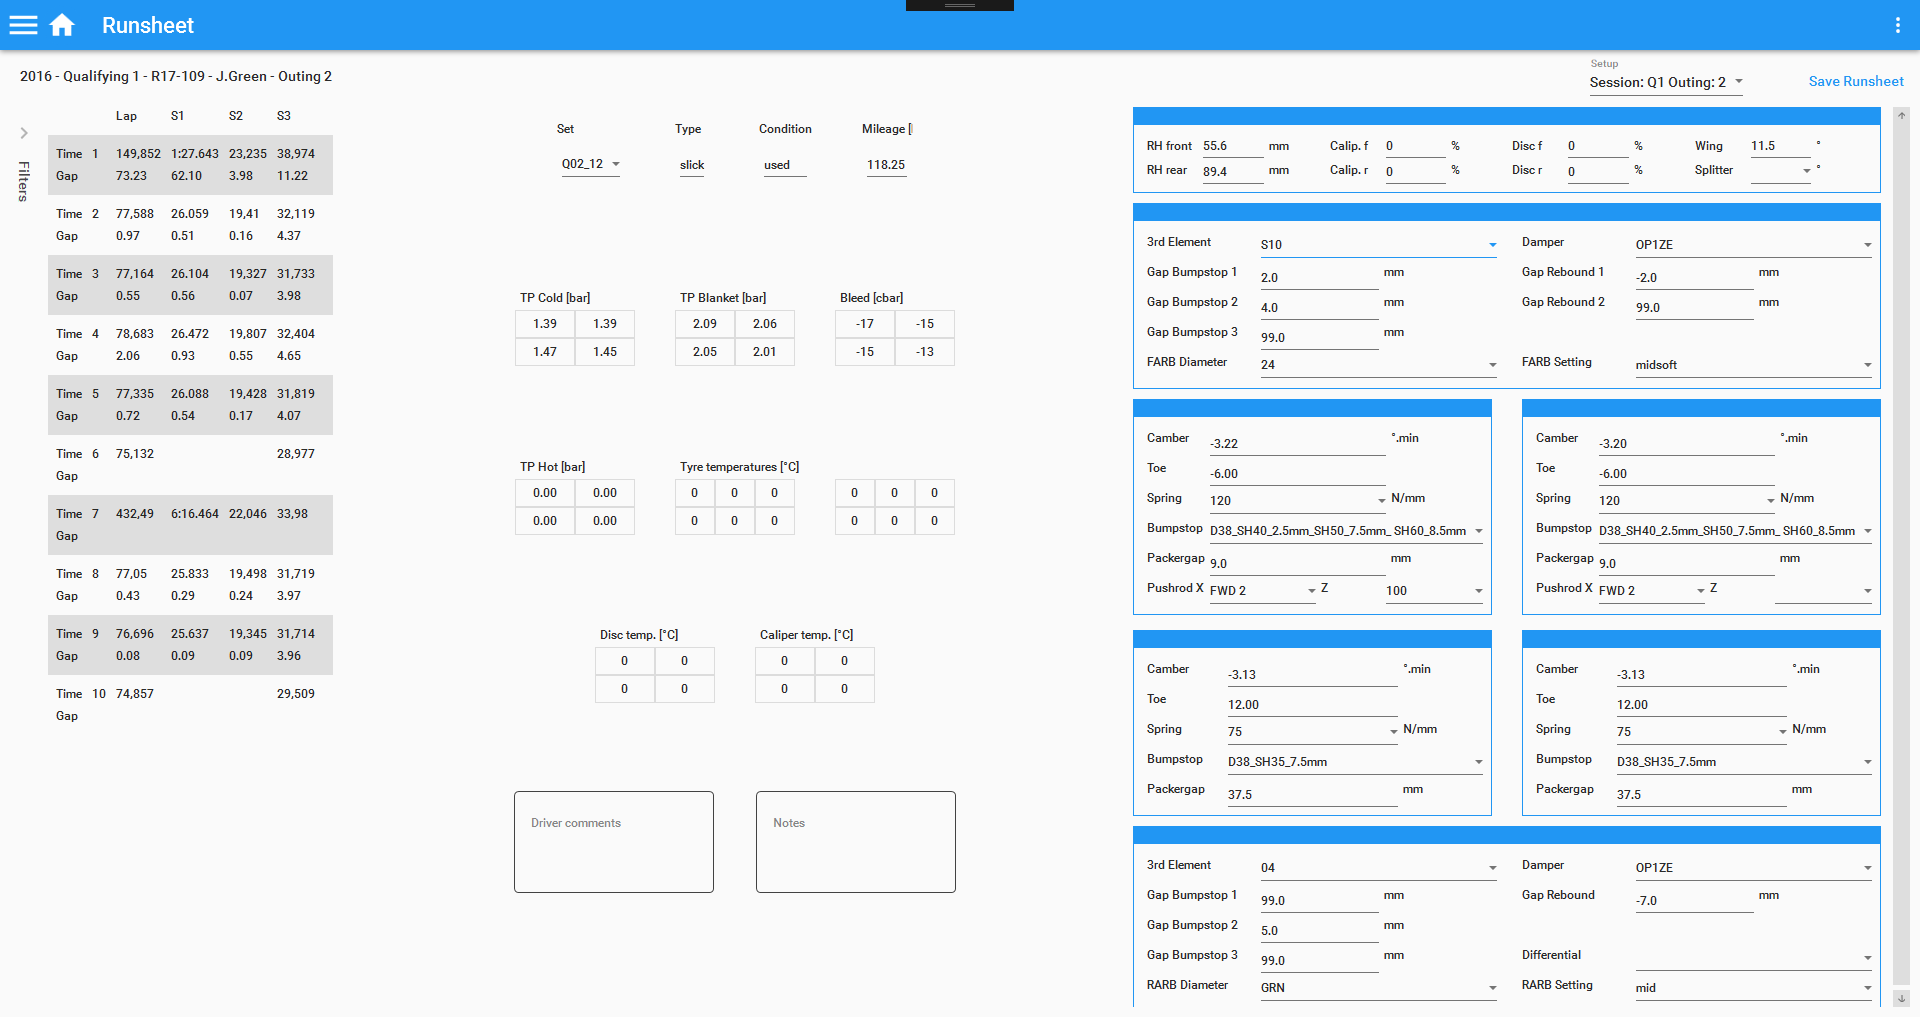 Runsheet
2016 - Qualifying 1 - R17-109 - J.Green - Outing 2
Setup
Session: Q1 Outing: 2
Save Runsheet
Filters
Lap S1 S2 S3
Time 1 149,852 1:27.643 23,235 38,974
Gap 73.23 62.10 3.98 11.22
Time 2 77,588 26.059 19,41 32,119
Gap 0.97 0.51 0.16 4.37
Time 3 77,164 26.104 19,327 31,733
Gap 0.55 0.56 0.07 3.98
Time 4 78,683 26.472 19,807 32,404
Gap 2.06 0.93 0.55 4.65
Time 5 77,335 26.088 19,428 31,819
Gap 0.72 0.54 0.17 4.07
Time 6 75,132 28,977
Gap
Time 7 432,49 6:16.464 22,046 33,98
Gap
Time 8 77,05 25.833 19,498 31,719
Gap 0.43 0.29 0.24 3.97
Time 9 76,696 25.637 19,345 31,714
Gap 0.08 0.09 0.09 3.96
Time 10 74,857 29,509
Gap
Set Type Condition Mileage [
Q02_12 slick used 118.25
TP Cold [bar] TP Blanket [bar] Bleed [cbar]
1.39 1.39 2.09 2.06 -17 -15
1.47 1.45 2.05 2.01 -15 -13
TP Hot [bar] Tyre temperatures [°C]
0.00 0.00 0 0 0 0 0 0
0.00 0.00 0 0 0 0 0 0
Disc temp. [°C] Caliper temp. [°C]
0 0 0 0
0 0 0 0
Driver comments Notes
RH front 55.6 mm Calip. f 0 % Disc f 0 % Wing 11.5 °
RH rear 89.4 mm Calip. r 0 % Disc r 0 % Splitter °
3rd Element S10 Damper OP1ZE
Gap Bumpstop 1 2.0 mm Gap Rebound 1 -2.0 mm
Gap Bumpstop 2 4.0 mm Gap Rebound 2 99.0 mm
Gap Bumpstop 3 99.0 mm
FARB Diameter 24 FARB Setting midsoft
Camber -3.22 °.min Camber -3.20 °.min
Toe -6.00 Toe -6.00
Spring 120 N/mm Spring 120 N/mm
Bumpstop D38_SH40_2.5mm_SH50_7.5mm_ SH60_8.5mm Bumpstop D38_SH40_2.5mm_SH50_7.5mm_ SH60_8.5mm
Packergap 9.0 mm Packergap 9.0 mm
Pushrod X FWD 2 Z 100 Pushrod X FWD 2 Z
Camber -3.13 °.min Camber -3.13 °.min
Toe 12.00 Toe 12.00
Spring 75 N/mm Spring 75 N/mm
Bumpstop D38_SH35_7.5mm Bumpstop D38_SH35_7.5mm
Packergap 37.5 mm Packergap 37.5 mm
3rd Element 04 Damper OP1ZE
Gap Bumpstop 1 99.0 mm Gap Rebound -7.0 mm
Gap Bumpstop 2 5.0 mm
Gap Bumpstop 3 99.0 mm Differential
RARB Diameter GRN RARB Setting mid